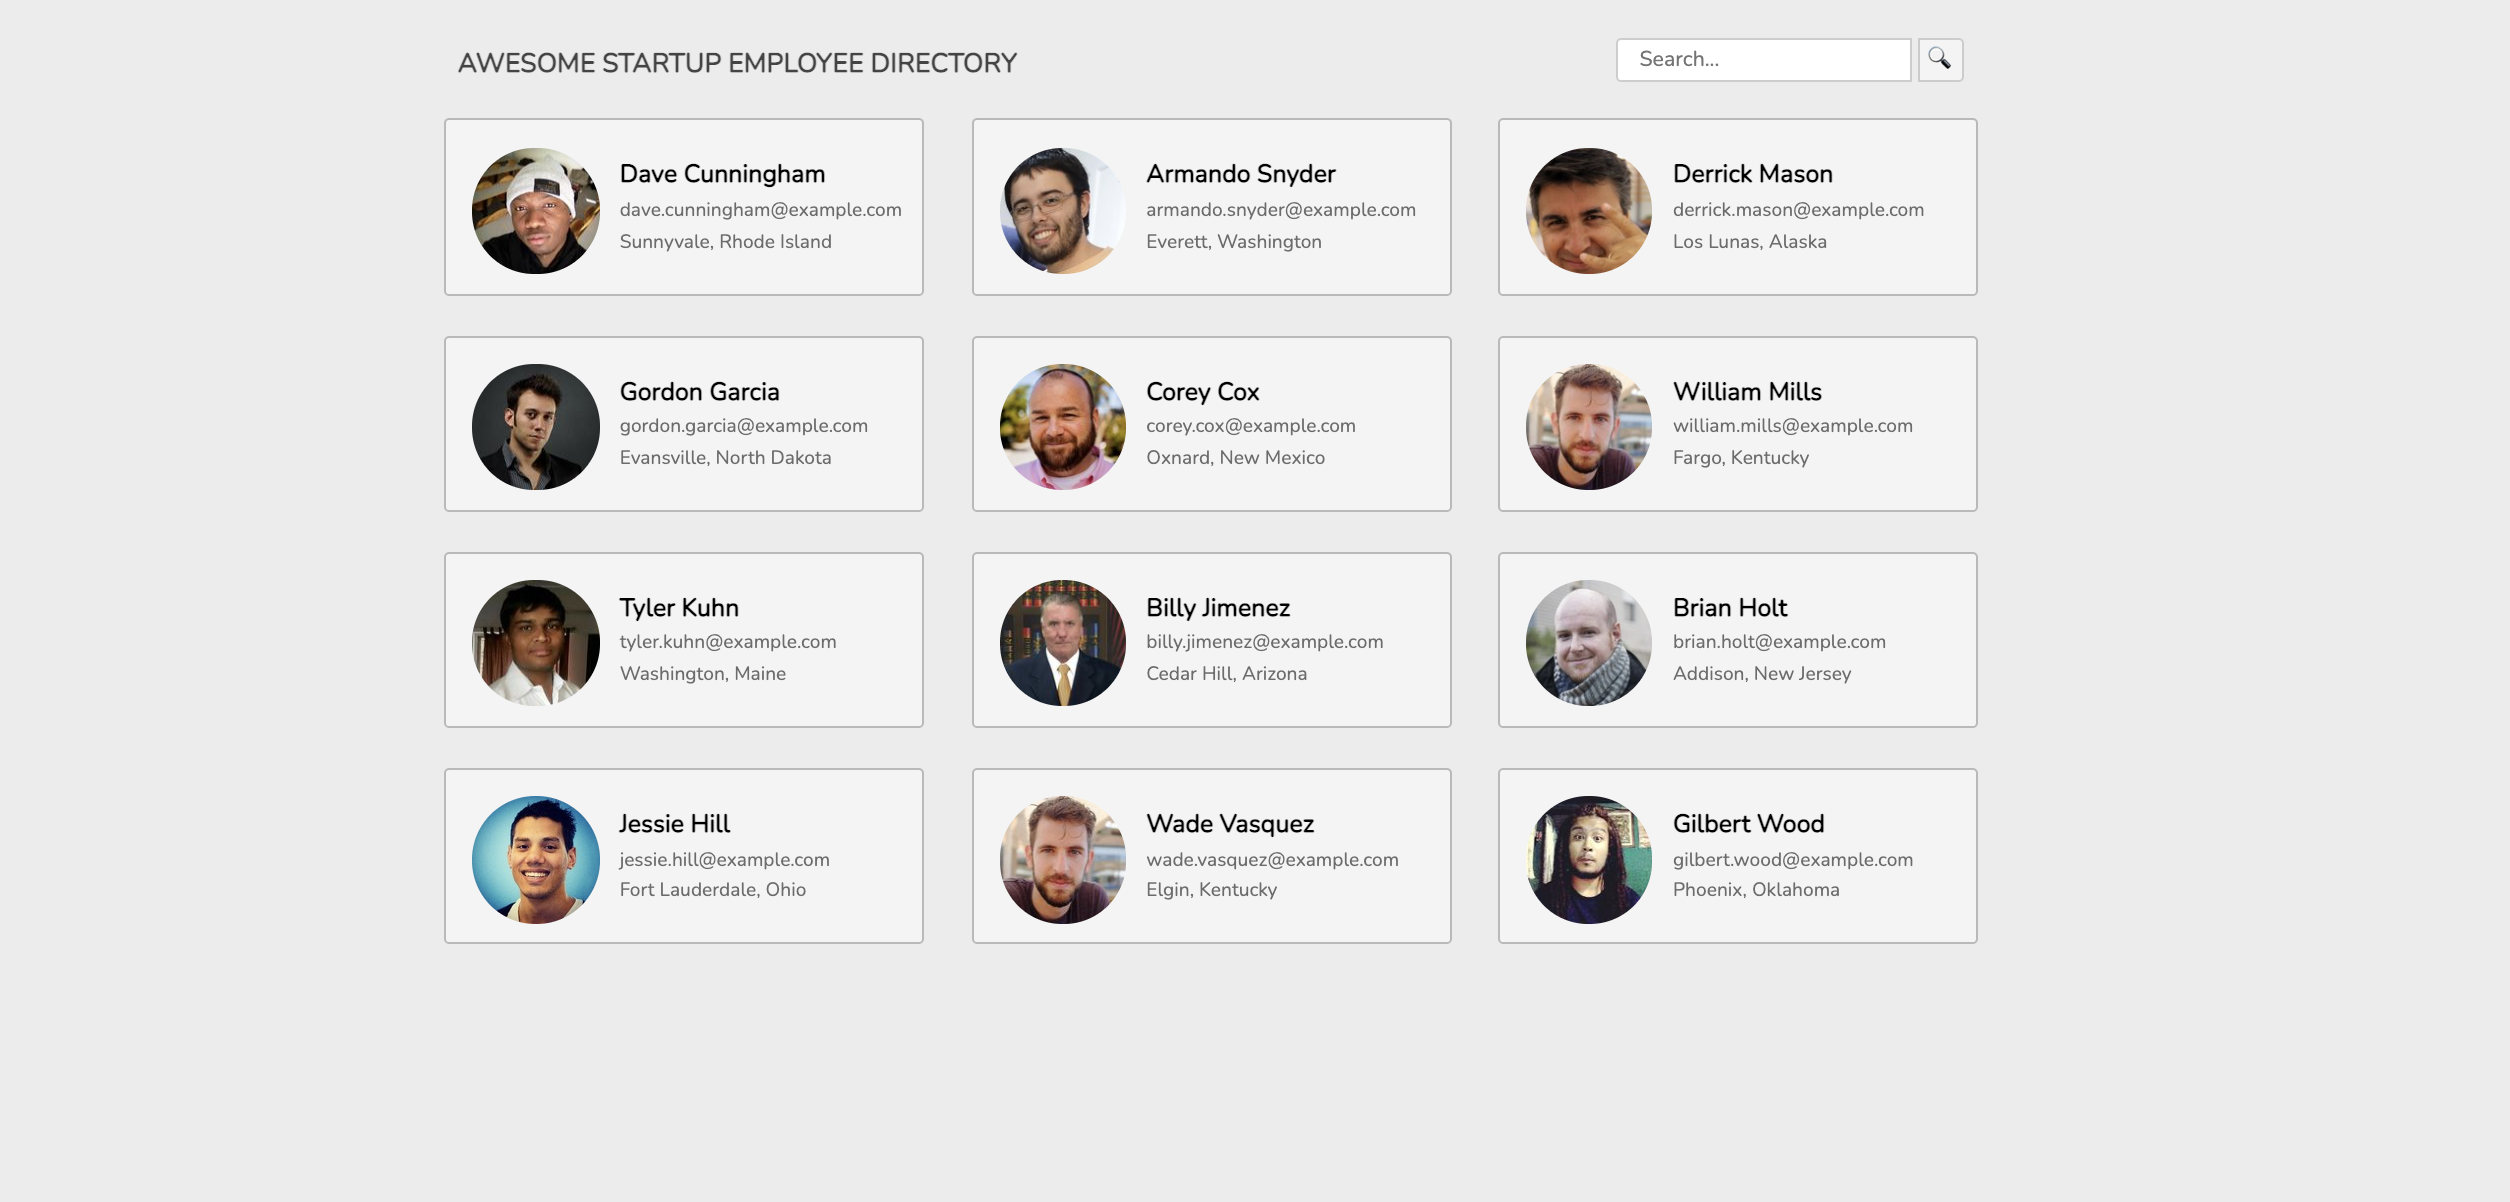 AWESOME STARTUP EMPLOYEE DIRECTORY
Search...
Dave Cunningham
dave.cunningham@example.com
Sunnyvale, Rhode Island
Armando Snyder
armando.snyder@example.com
Everett, Washington
Derrick Mason
derrick.mason@example.com
Los Lunas, Alaska
Gordon Garcia
gordon.garcia@example.com
Evansville, North Dakota
Corey Cox
corey.cox@example.com
Oxnard, New Mexico
William Mills
william.mills@example.com
Fargo, Kentucky
Tyler Kuhn
tyler.kuhn@example.com
Washington, Maine
Billy Jimenez
billy.jimenez@example.com
Cedar Hill, Arizona
Brian Holt
brian.holt@example.com
Addison, New Jersey
Jessie Hill
jessie.hill@example.com
Fort Lauderdale, Ohio
Wade Vasquez
wade.vasquez@example.com
Elgin, Kentucky
Gilbert Wood
gilbert.wood@example.com
Phoenix, Oklahoma